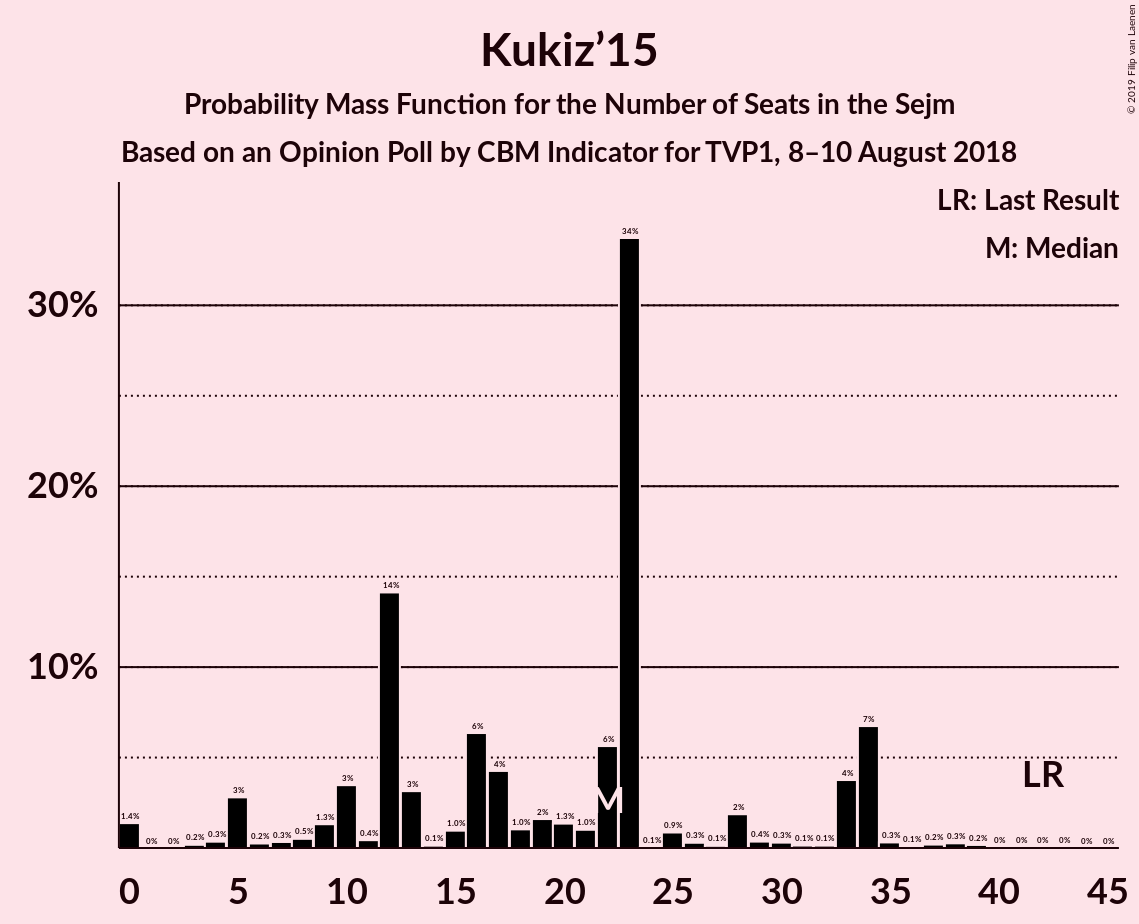 Kukiz’15
Probability Mass Function for the Number of Seats in the Sejm
Based on an Opinion Poll by CBM Indicator for TVP1, 8–10 August 2018
© 2019 Filip van Laenen
LR: Last Result
M: Median
30%
20%
10%
1.4% 0% 0% 0.2% 0.3% 3% 0.2% 0.3% 0.5% 1.3% 3% 0.4% 14% 3% 0.1% 1.0% 6% 4% 1.0% 2% 1.3% 1.0% 6% 34% 0.1% 0.9% 0.3% 0.1% 2% 0.4% 0.3% 0.1% 0.1% 4% 7% 0.3% 0.1% 0.2% 0.3% 0.2% 0% 0% 0% 0% 0% 0%
M
LR
0 5 10 15 20 25 30 35 40 45